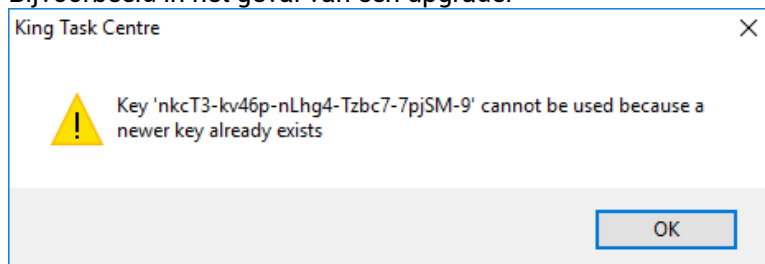 Bijvoorbeeld in het geval van een upgrade.
King Task Centre
Key 'nkcT3-kv46p-nLhg4-Tzbc7-7pjSM-9' cannot be used because a
newer key already exists
OK